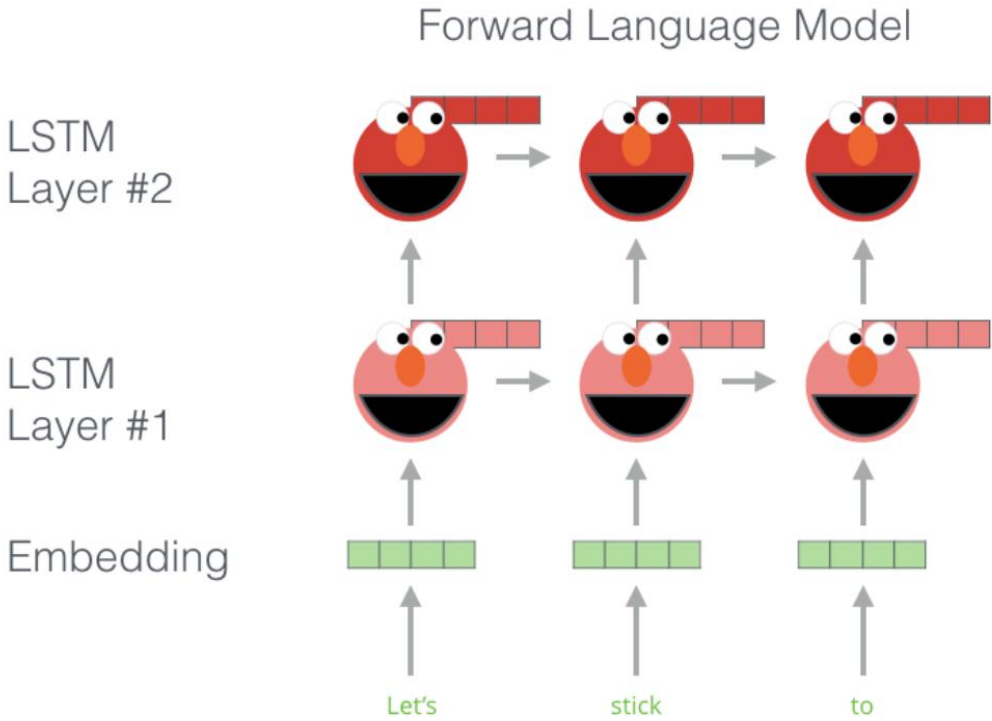 Forward Language Model
LSTM
Layer #2
LSTM
Layer #1
Embedding
Let's
stick
to